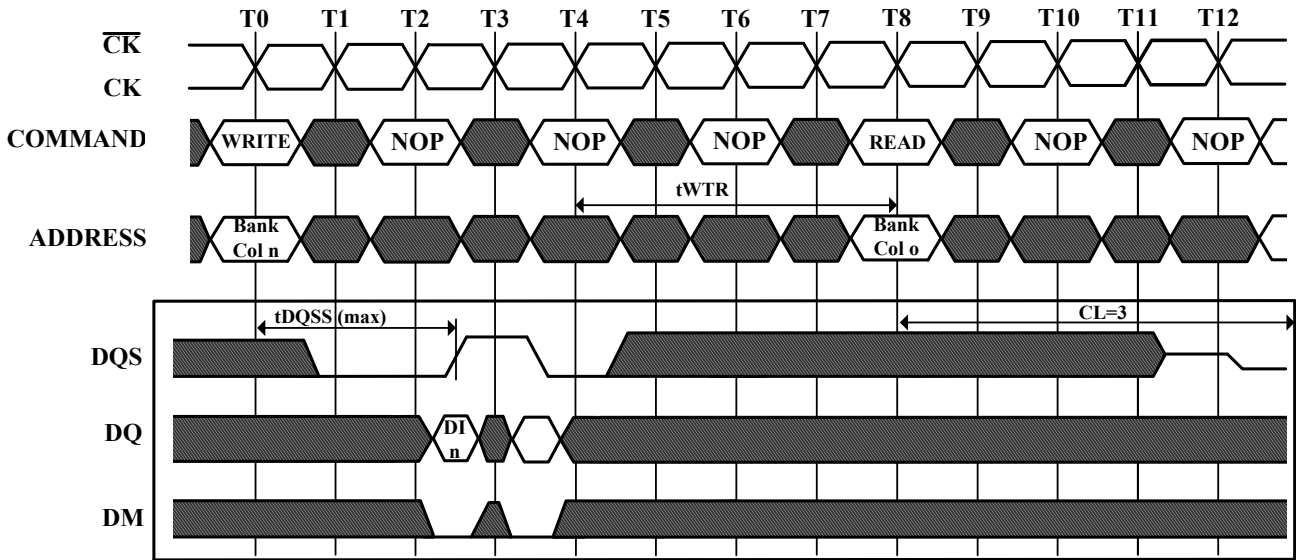 T0 T1 T2 T3 T4 T5 T6 T7 T8 T9 T10 T11 T12
CK
CK
COMMAND WRITE NOP NOP NOP READ NOP NOP
tWTR
ADDRESS Bank Col n Bank Col o
tDQSS (max) CL=3
DQS
DQ DI n
DM